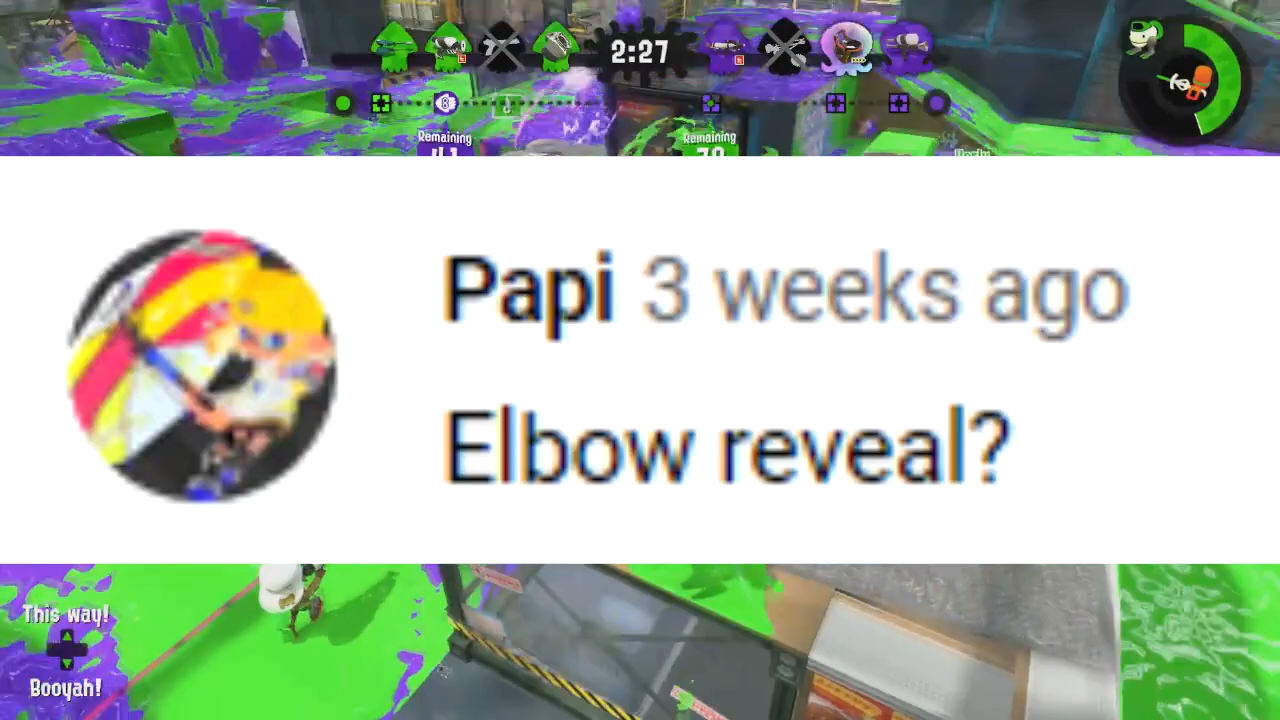 2:27
Remaining
Remaining
Papi 3 weeks ago
Elbow reveal?
This way!
Booyah!